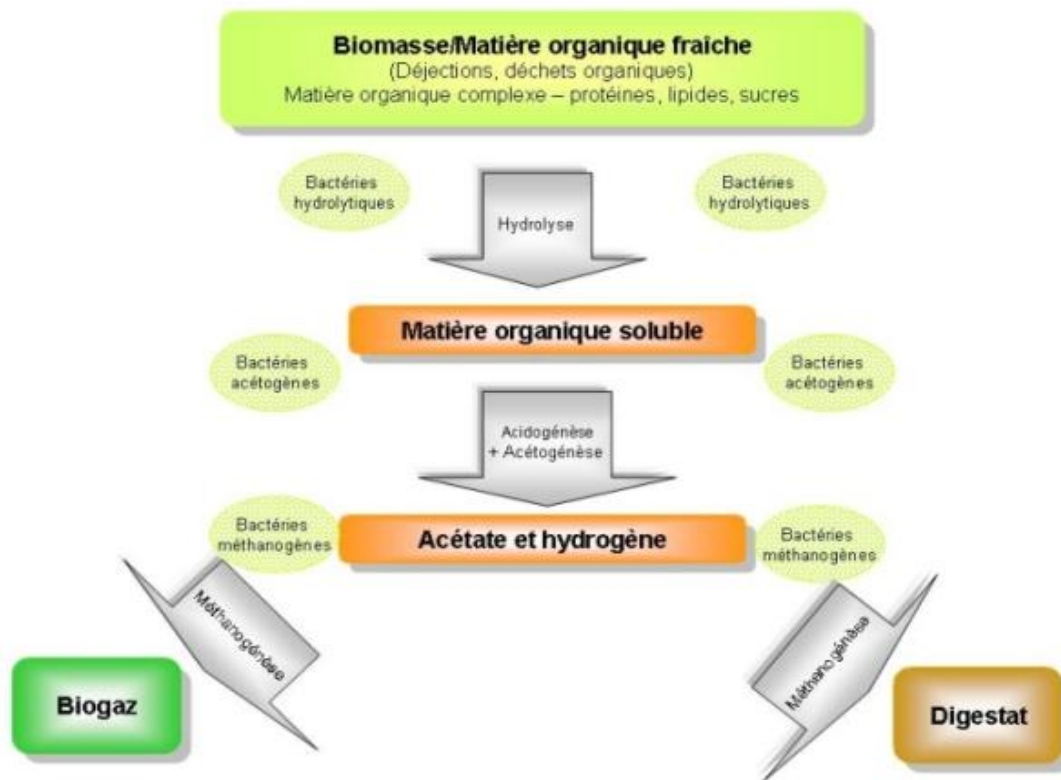 Biomasse/Matière organique fraîche
(Déjections, déchets organiques)
Matière organique complexe – protéines, lipides, sucres
Bactéries
hydrolytiques
Hydrolyse
Bactéries
hydrolytiques
Matière organique soluble
Bactéries
acétogènes
Bactéries
acétogènes
Acidogénèse
+ Acétogénèse
Bactéries
méthanogènes
Acétate et hydrogène
Bactéries
méthanogènes
Méthanogénèse
Méthanogénèse
Biogaz
Digestat